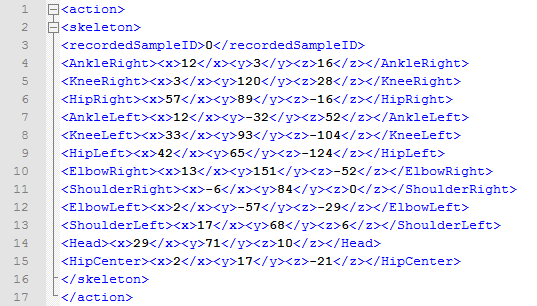 1 <action>
2 <skeleton>
3 <recordedSampleID>0</recordedSampleID>
4 <AnkleRight><x>12</x><y>3</y><z>16</z></AnkleRight>
5 <KneeRight><x>3</x><y>120</y><z>28</z></KneeRight>
6 <HipRight><x>57</x><y>89</y><z>-16</z></HipRight>
7 <AnkleLeft><x>12</x><y>-32</y><z>52</z></AnkleLeft>
8 <KneeLeft><x>33</x><y>93</y><z>-104</z></KneeLeft>
9 <HipLeft><x>42</x><y>65</y><z>-124</z></HipLeft>
10 <ElbowRight><x>13</x><y>151</y><z>-52</z></ElbowRight>
11 <ShoulderRight><x>-6</x><y>84</y><z>0</z></ShoulderRight>
12 <ElbowLeft><x>2</x><y>-57</y><z>-29</z></ElbowLeft>
13 <ShoulderLeft><x>17</x><y>68</y><z>6</z></ShoulderLeft>
14 <Head><x>29</x><y>71</y><z>10</z></Head>
15 <HipCenter><x>2</x><y>17</y><z>-21</z></HipCenter>
16 </skeleton>
17 </action>